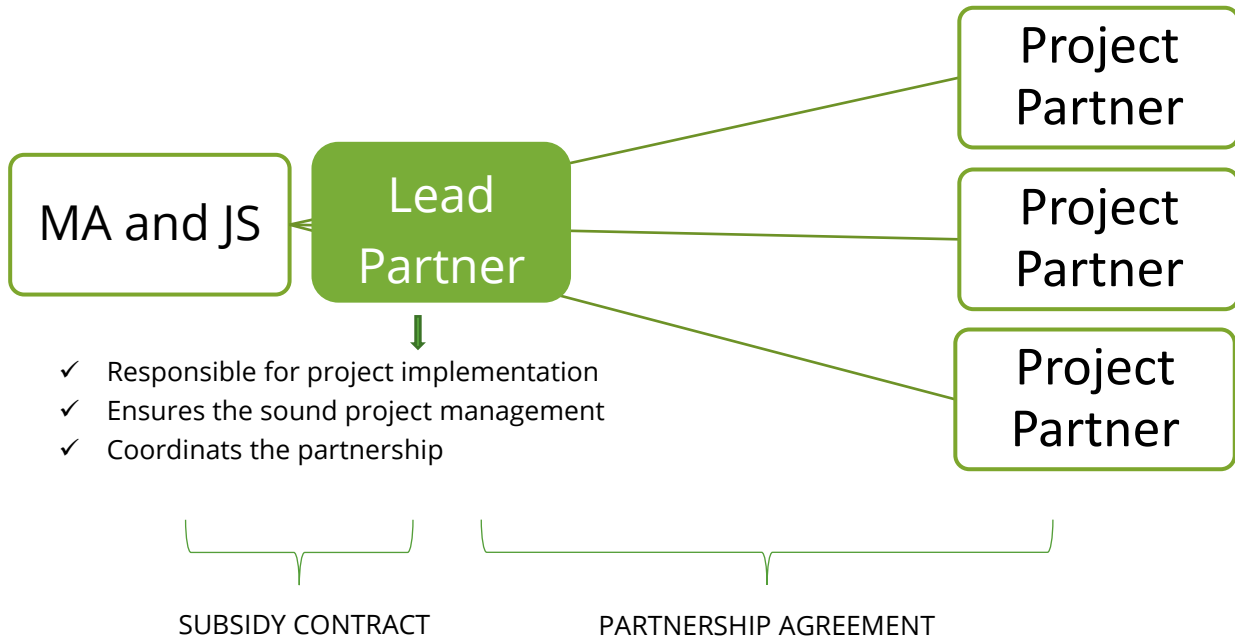 MA and JS
Lead
Partner
Project
Partner
Project
Partner
Project
Partner
✓ Responsible for project implementation
✓ Ensures the sound project management
✓ Coordinats the partnership
SUBSIDY CONTRACT
PARTNERSHIP AGREEMENT